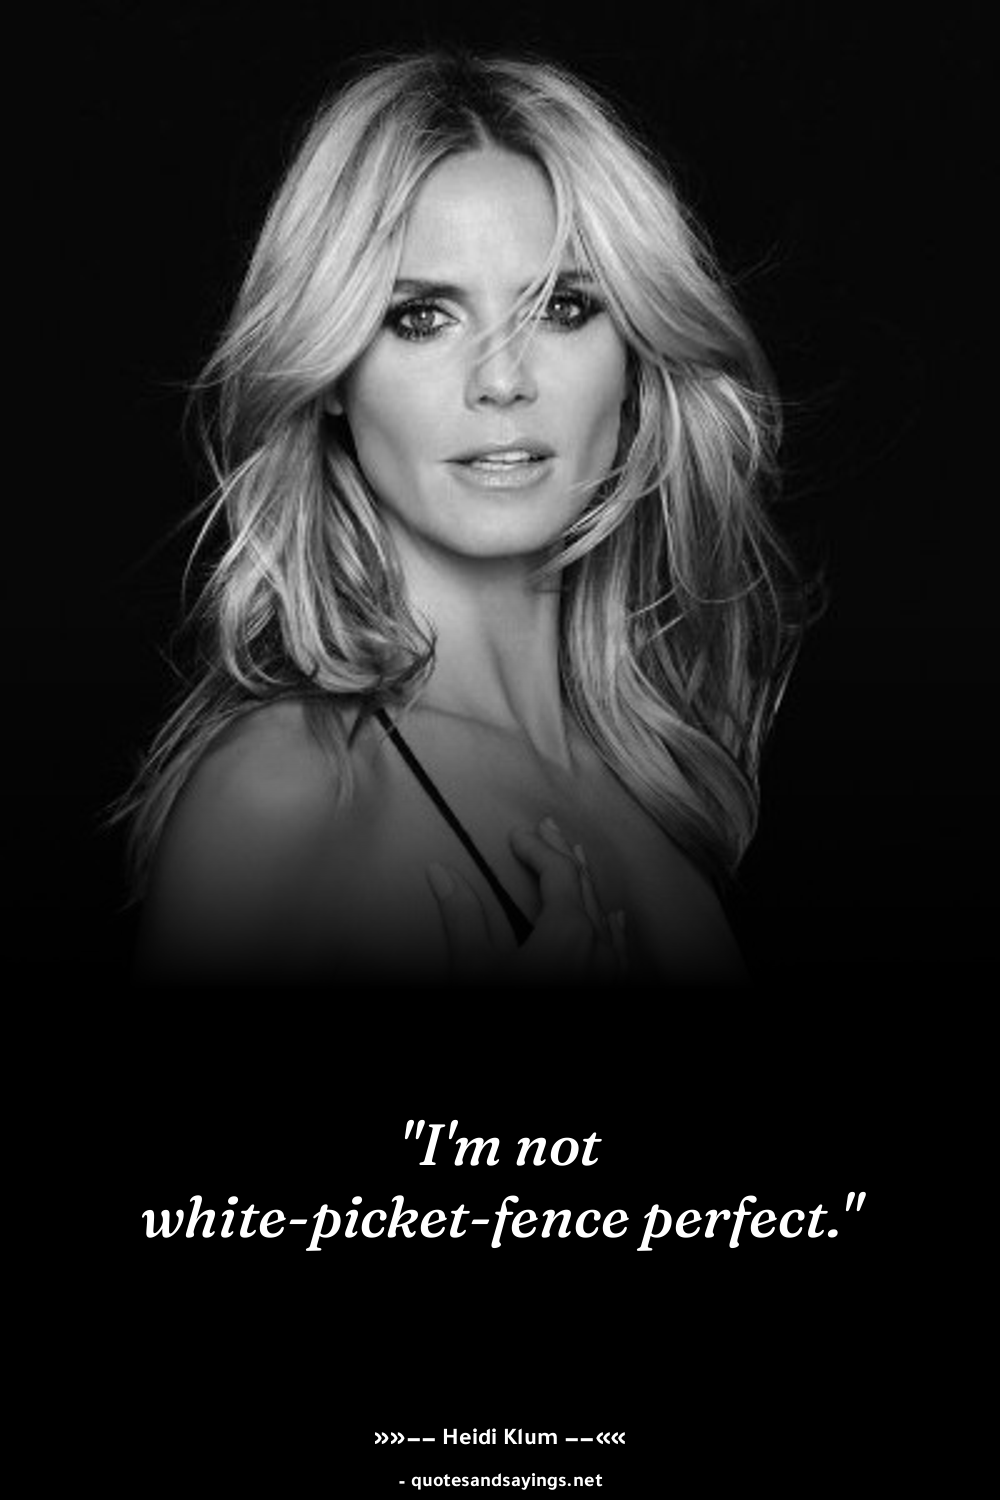 "I'm not
white-picket-fence perfect."
»»-- Heidi Klum --««
- quotesandsayings.net